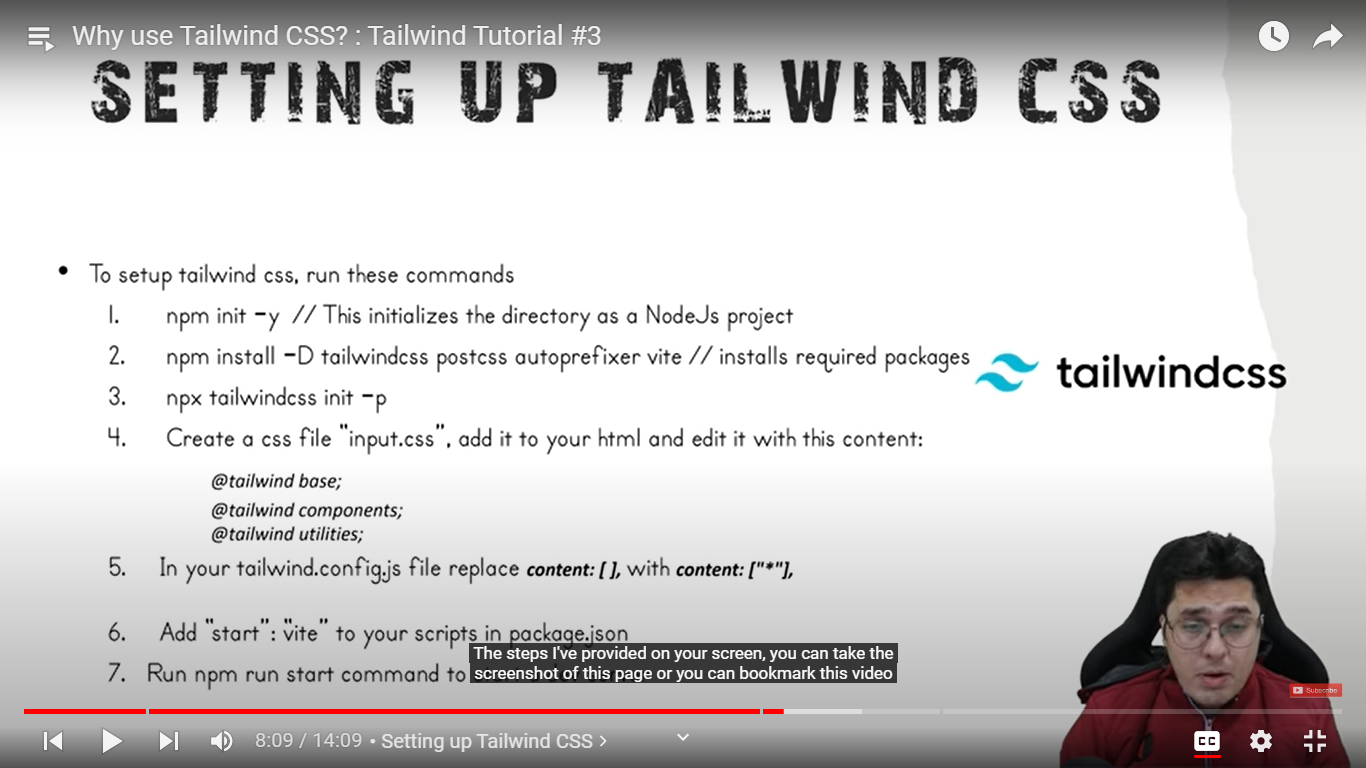 Why use Tailwind CSS? : Tailwind Tutorial #3
SETTING UP TAILWIND CSS
• To setup tailwind css, run these commands
1. npm init -y // This initializes the directory as a NodeJs project
2. npm install -D tailwindcss postcss autoprefixer vite // installs required packages
tailwindcss
3. npx tailwindcss init -p
4. Create a css file "input.css", add it to your html and edit it with this content:
@tailwind base;
@tailwind components;
@tailwind utilities;
5. In your tailwind.config.js file replace content: [ ], with content: ["*"],
6. Add "start": "vite" to your scripts in package.json
7. Run npm run start command to
The steps I've provided on your screen, you can take the
screenshot of this page or you can bookmark this video
Subscribe
8:09 / 14:09 • Setting up Tailwind CSS >
CC